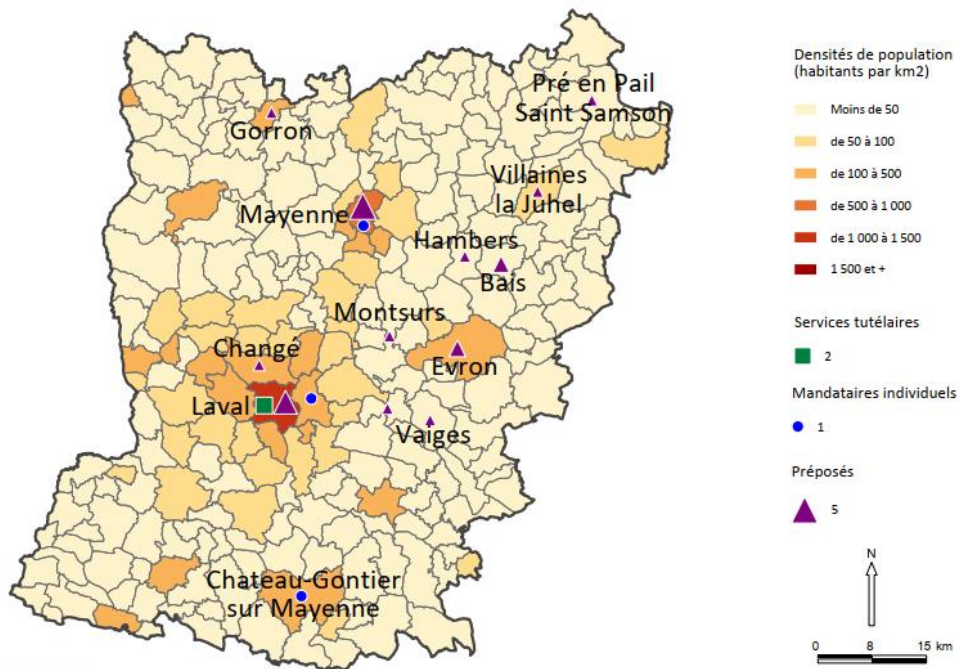 Pré en Pail
Saint Samson
Gorron
Villaines
la Juhel
Mayenne
Hambers
Bais
Montsurs
Changé
Evron
Laval
Vaiges
Chateau-Gontier
sur Mayenne
Densités de population
(habitants par km2)
Moins de 50
de 50 à 100
de 100 à 500
de 500 à 1 000
de 1 000 à 1 500
1 500 et +
Services tutélaires
2
Mandataires individuels
1
Préposés
5
N
0 8 15 km